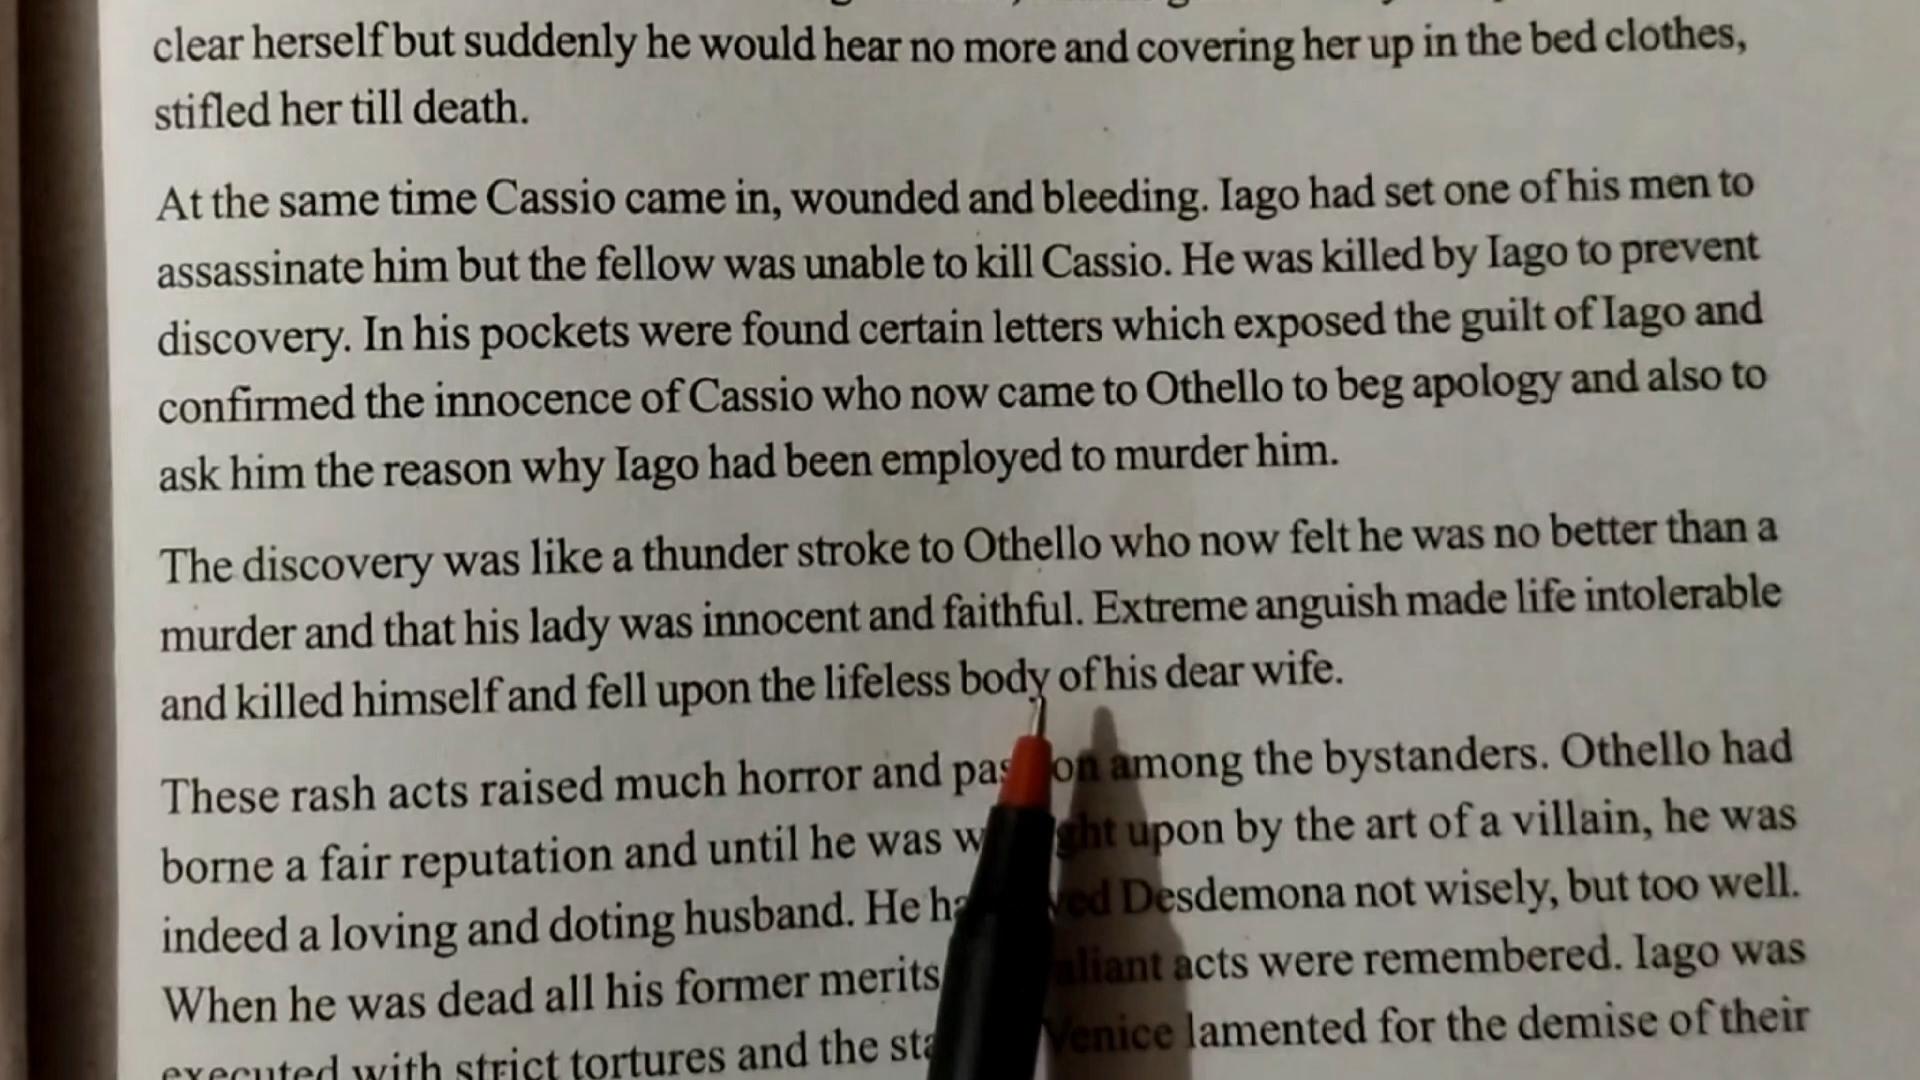 clear herself but suddenly he would hear no more and covering her up in the bed clothes,
stifled her till death.
At the same time Cassio came in, wounded and bleeding. Iago had set one of his men to
assassinate him but the fellow was unable to kill Cassio. He was killed by Iago to prevent
discovery. In his pockets were found certain letters which exposed the guilt of Iago and
confirmed the innocence of Cassio who now came to Othello to beg apology and also to
ask him the reason why Iago had been employed to murder him.
The discovery was like a thunder stroke to Othello who now felt he was no better than a
murder and that his lady was innocent and faithful. Extreme anguish made life intolerable
and killed himself and fell upon the lifeless body of his dear wife.
These rash acts raised much horror and among the bystanders. Othello had
borne a fair reputation and until he was upon by the art of a villain, he was
indeed a loving and doting husband. He Desdemona not wisely, but too well.
When he was dead all his former merits acts were remembered. Iago was
executed with strict tortures and the Venice lamented for the demise of their